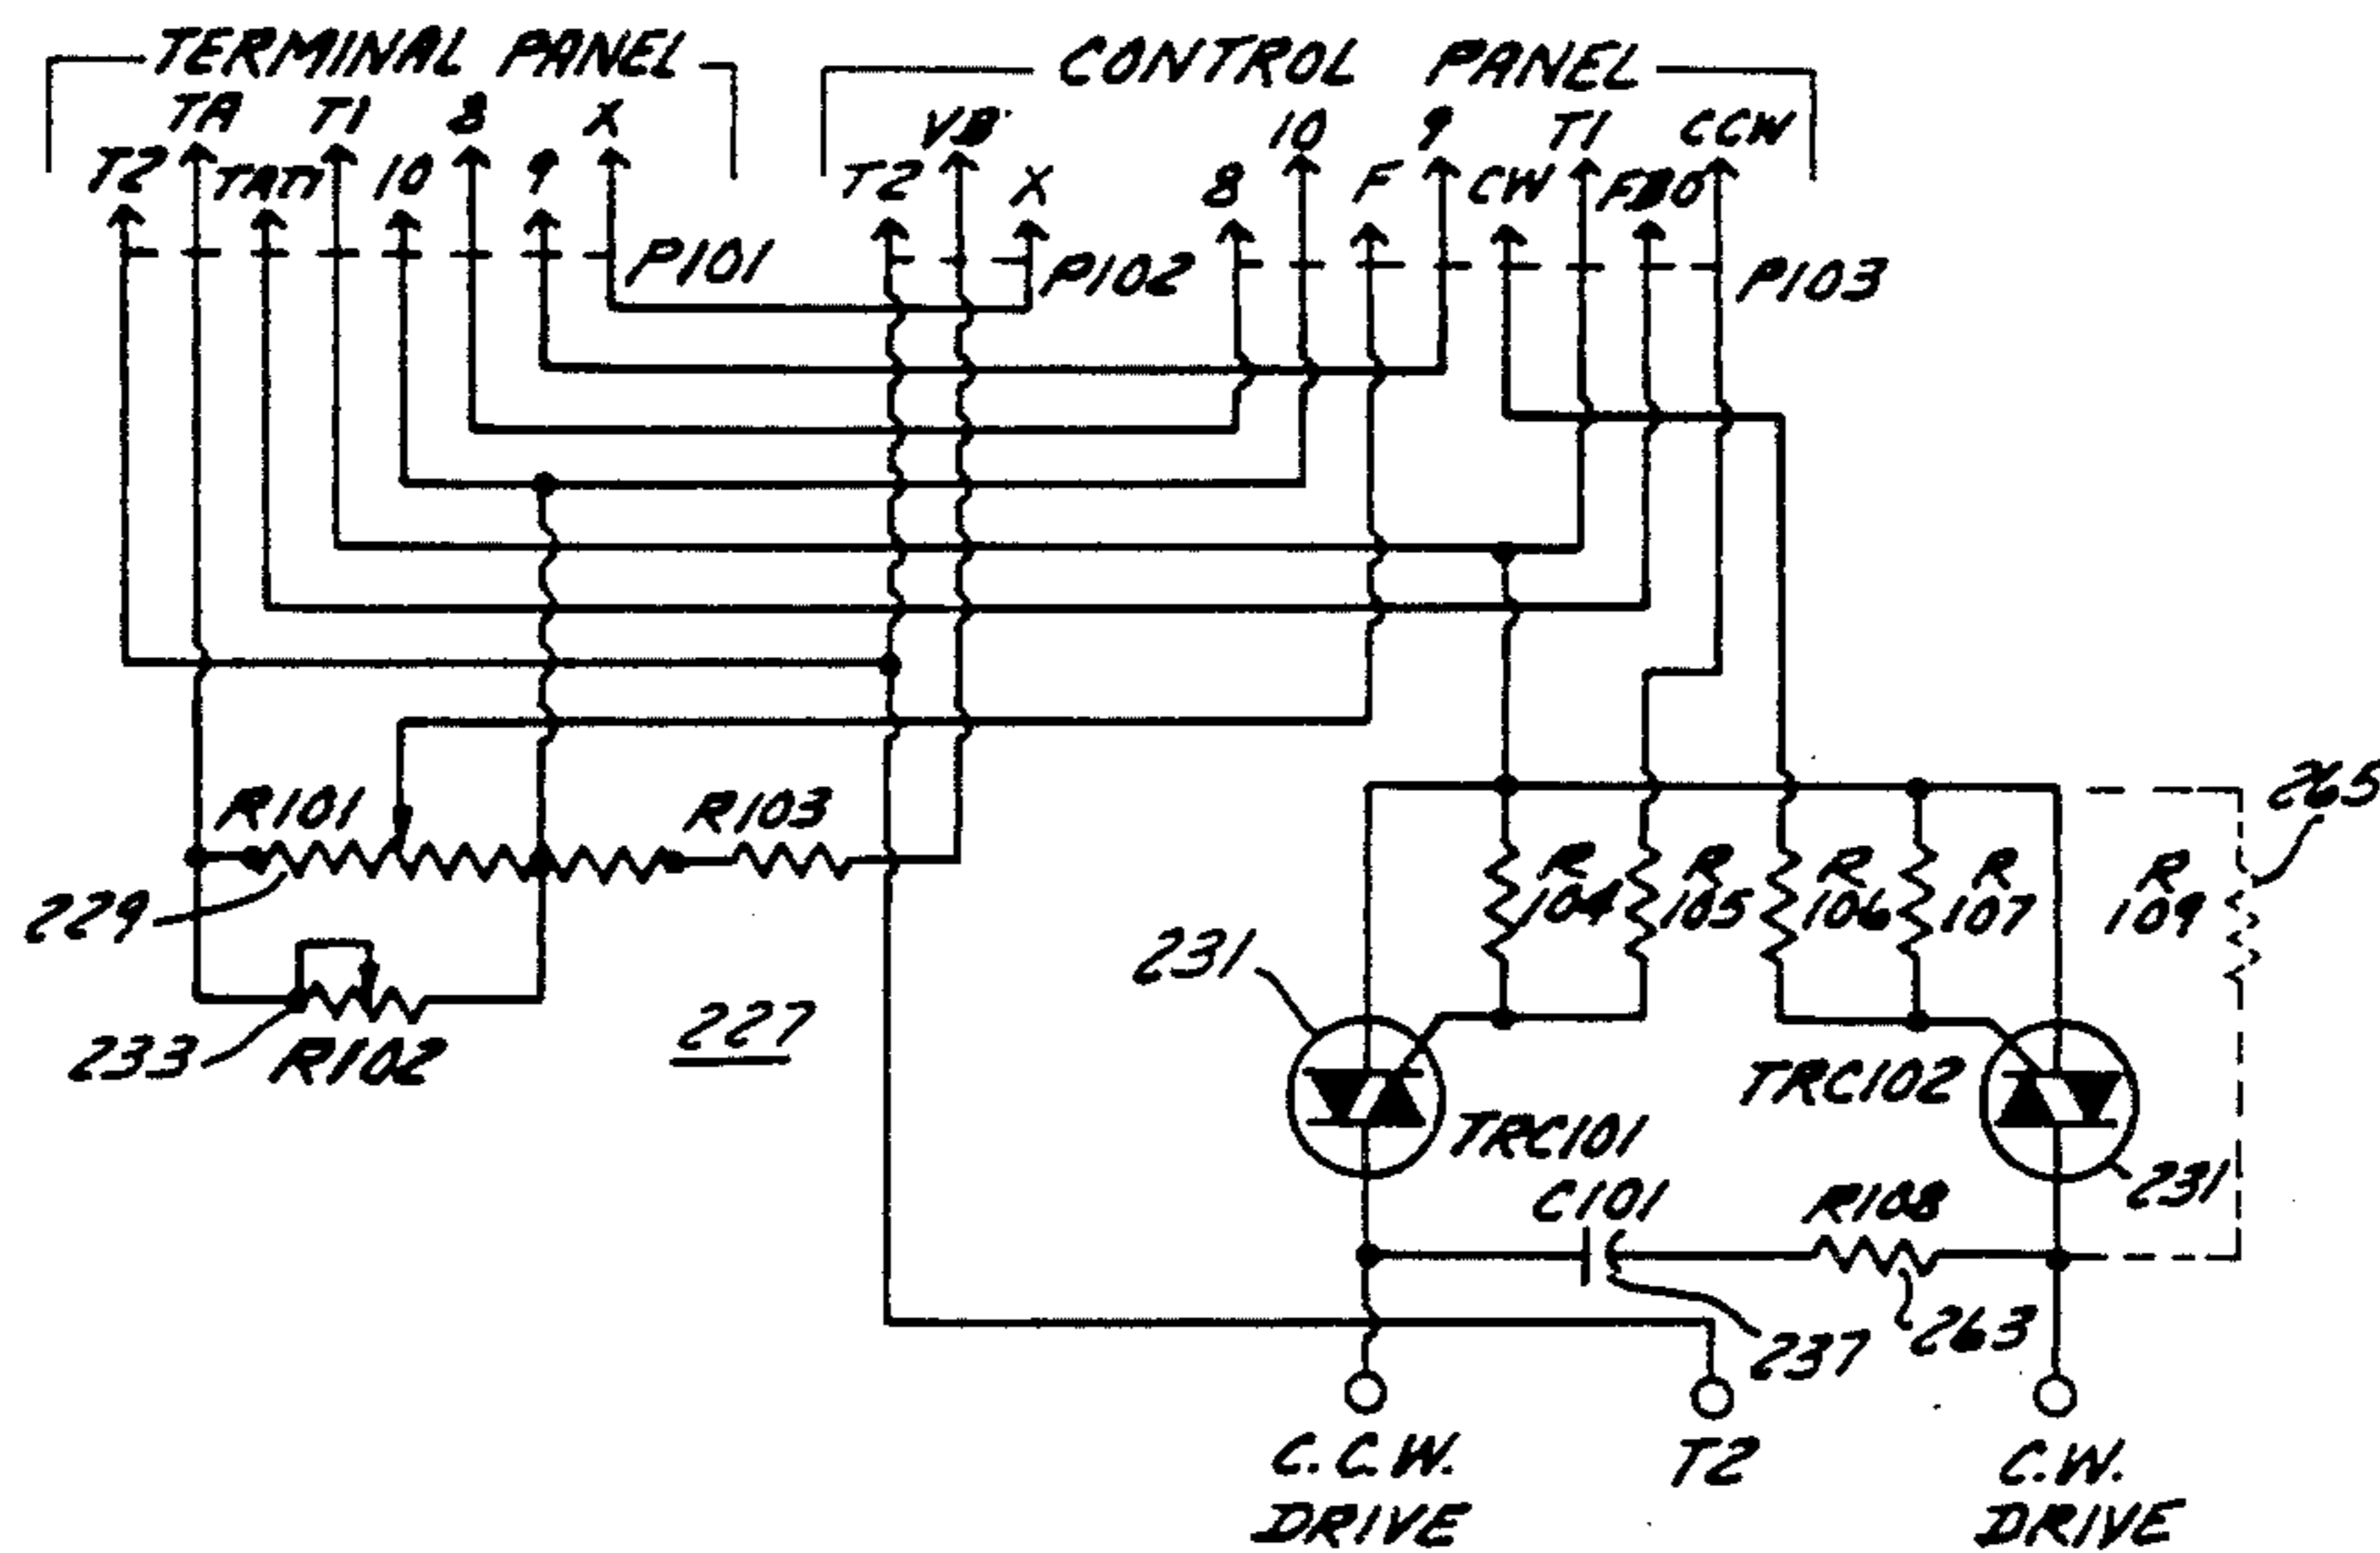 TERMINAL PANEL
CONTROL PANEL
TA T1 8 X
T2 TAT1 10 9
VB 10 9 T1 CCW
T2 X 8 F CW
P101
P102
P103
R101
R103
229
233
R102
227
265
R 104
R 105
R 106
R 107
R 109
231
TRC101
TRC102
231
C101
R108
237
263
C.C.W. DRIVE
T2
C.W. DRIVE